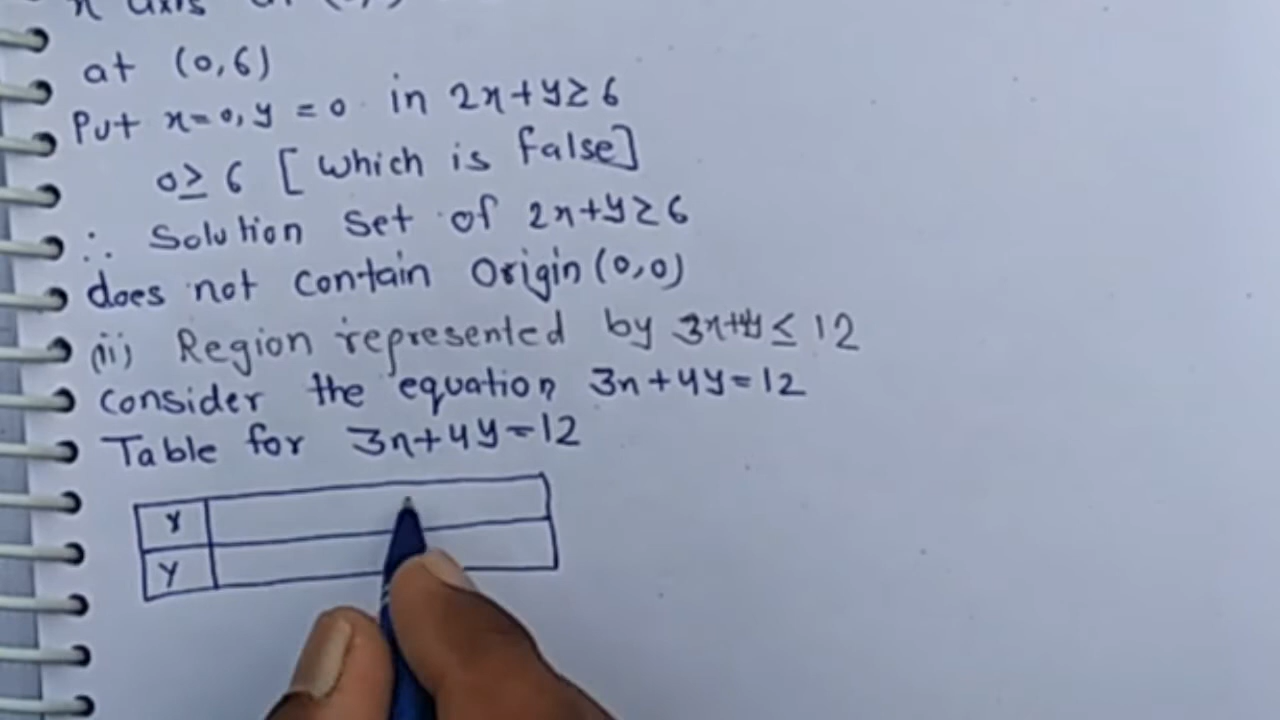 x axis at
at (0,6)
Put x=0, y = 0 in 2x+y≥6
0≥ 6 [Which is false]
∴ Solution set of 2x+y≥6
does not contain Origin (0,0)
(ii) Region represented by 3x+4y≤ 12
consider the equation 3x+4y=12
Table for 3x+4y=12
Y
Y